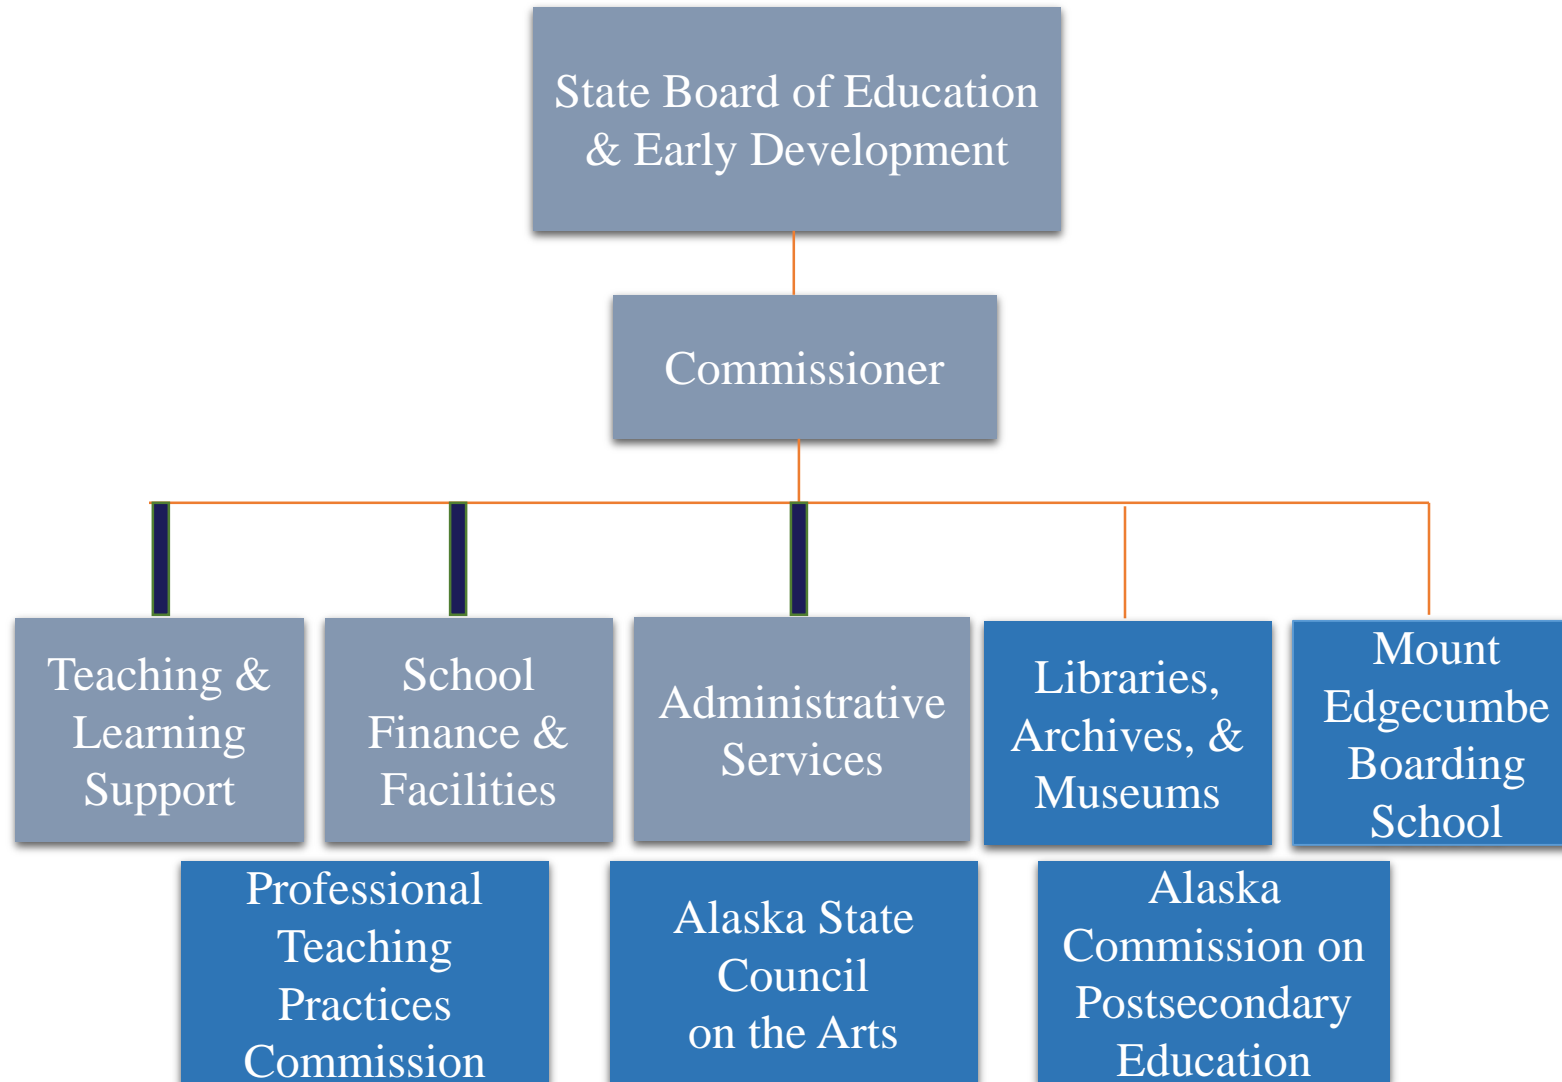 State Board of Education
& Early Development
Commissioner
Teaching &
Learning
Support
School
Finance &
Facilities
Administrative
Services
Libraries,
Archives, &
Museums
Mount
Edgecumbe
Boarding
School
Professional
Teaching
Practices
Commission
Alaska State
Council
on the Arts
Alaska
Commission on
Postsecondary
Education